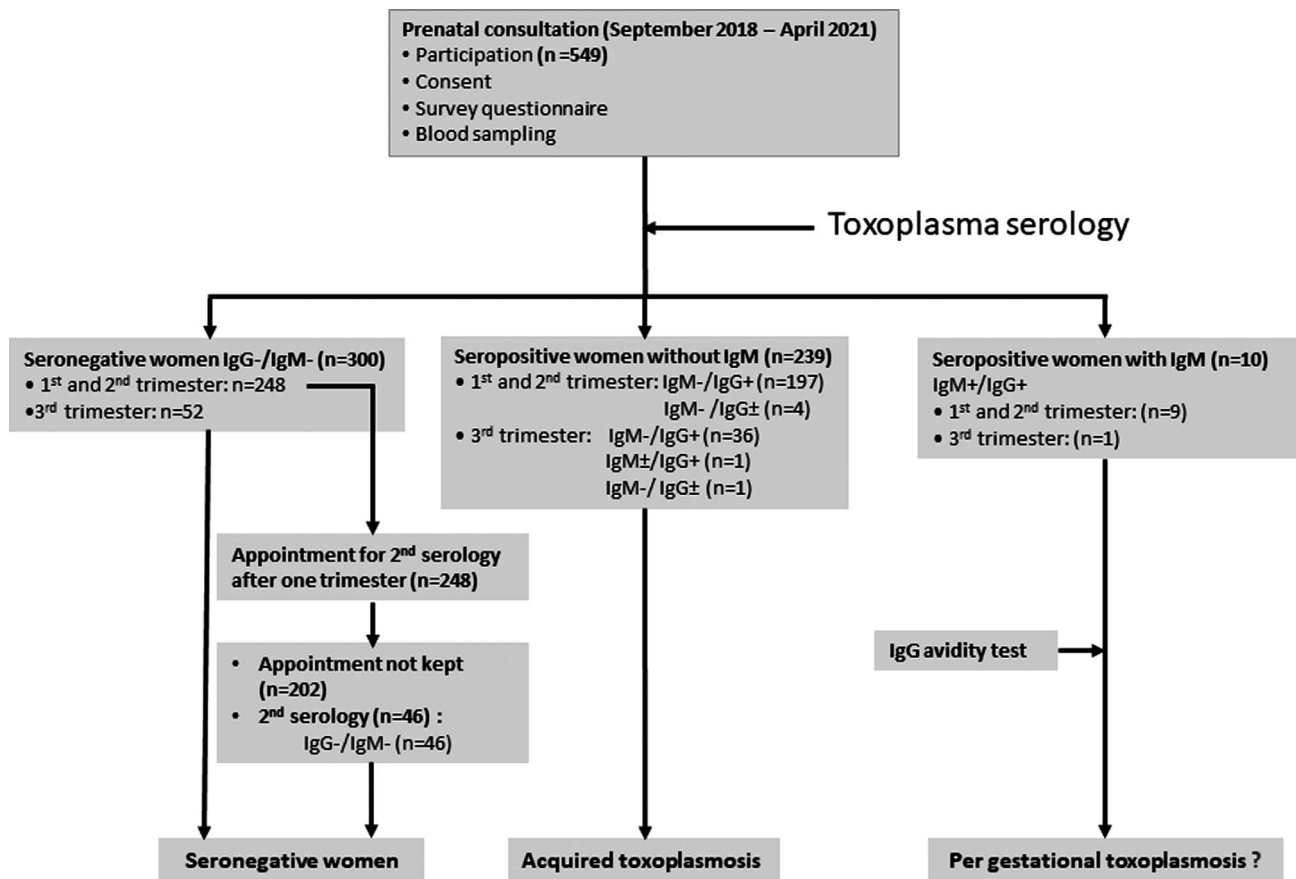 Prenatal consultation (September 2018 – April 2021)
• Participation (n =549)
• Consent
• Survey questionnaire
• Blood sampling
Toxoplasma serology
Seronegative women IgG-/IgM- (n=300)
• 1st and 2nd trimester: n=248
•3rd trimester: n=52
Seropositive women without IgM (n=239)
• 1st and 2nd trimester: IgM-/IgG+ (n=197)
IgM- /IgG± (n=4)
• 3rd trimester: IgM-/IgG+ (n=36)
IgM±/IgG+ (n=1)
IgM-/ IgG± (n=1)
Seropositive women with IgM (n=10)
IgM+/IgG+
• 1st and 2nd trimester: (n=9)
• 3rd trimester: (n=1)
Appointment for 2nd serology
after one trimester (n=248)
• Appointment not kept
(n=202)
• 2nd serology (n=46) :
IgG-/IgM- (n=46)
IgG avidity test
Seronegative women
Acquired toxoplasmosis
Per gestational toxoplasmosis ?